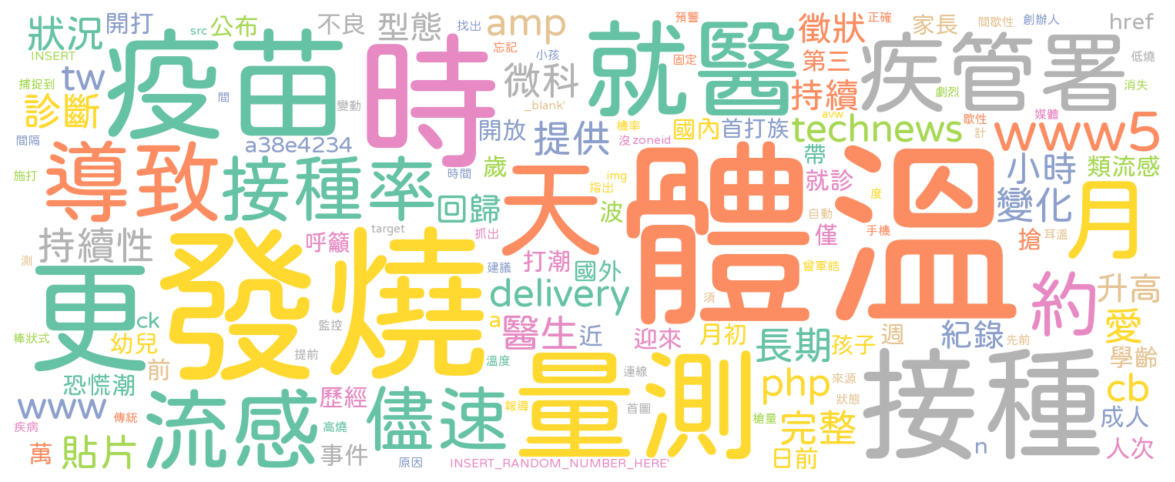 狀況
開打
src
公布
不良
型態
找出
amp
預警
徵狀
正確
家長
間歇性
創辦人
href
INSERT
tw
疫苗
時
忘記
小孩
就醫
固定
第三
疾管署
低燒
捕捉到
診斷
間
變動
微科
_blank'
持續
劇烈
消失
間隔
a38e4234
開放
提供
機率
沒
zoneid
國內
首打族
avw
technews
歇性
計
媒體
www5
導致
接種率
時間
歲
img
指出
體溫
帶
就診
小時
類流感
施打
回歸
天
波
度
自動
僅
手機
變化
月
持續性
呼籲
target
抓出
打潮
國外
曾軍皓
搶
耳溫
測
更
發燒
建議
delivery
須
約
升高
ck
監控
a
醫生
近
迎來
月初
長期
孩子
週
紀錄
先前
愛
棒狀式
幼兒
前
提前
溫度
量測
連線
學齡
恐慌潮
歷經
儘速
php
來源
狀態
接種
cb
www
傳統
流感
報導
首圖
槍量
完整
成人
疾病
高燒
萬
貼片
事件
原因
INSERT_RANDOM_NUMBER_HERE'
日前
n
人次